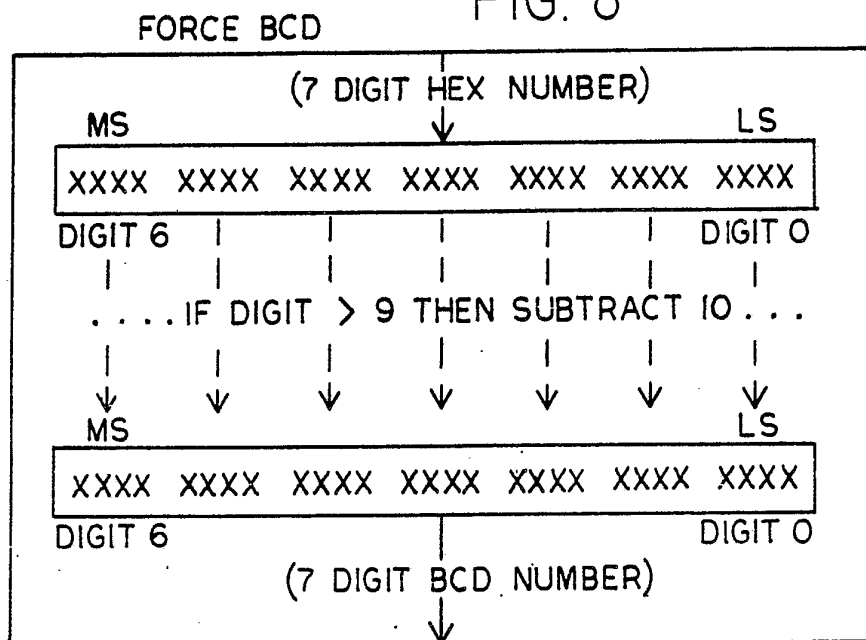 FIG. 8
FORCE BCD
(7 DIGIT HEX NUMBER)
MS LS
XXXX XXXX XXXX XXXX XXXX XXXX XXXX
DIGIT 6 DIGIT 0
....IF DIGIT > 9 THEN SUBTRACT 10...
MS LS
XXXX XXXX XXXX XXXX XXXX XXXX XXXX
DIGIT 6 DIGIT 0
(7 DIGIT BCD NUMBER)